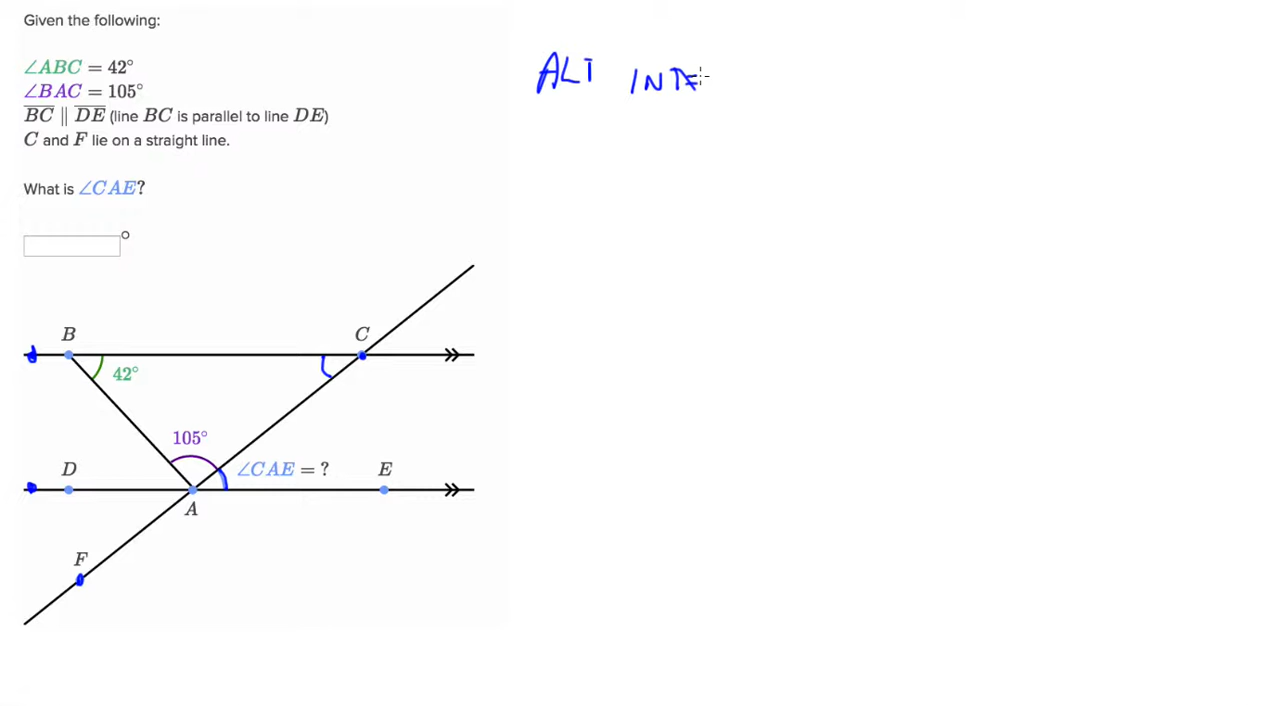 Given the following:
∠ABC = 42°
∠BAC = 105°
BC ∥ DE (line BC is parallel to line DE)
C and F lie on a straight line.
What is ∠CAE?
°
ALT INTE
B
C
42°
105°
D
∠CAE = ?
E
A
F